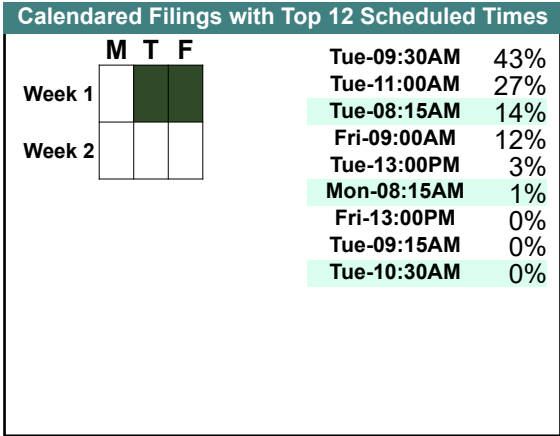 Calendared Filings with Top 12 Scheduled Times
M T F
Week 1
Week 2
Tue-09:30AM 43%
Tue-11:00AM 27%
Tue-08:15AM 14%
Fri-09:00AM 12%
Tue-13:00PM 3%
Mon-08:15AM 1%
Fri-13:00PM 0%
Tue-09:15AM 0%
Tue-10:30AM 0%